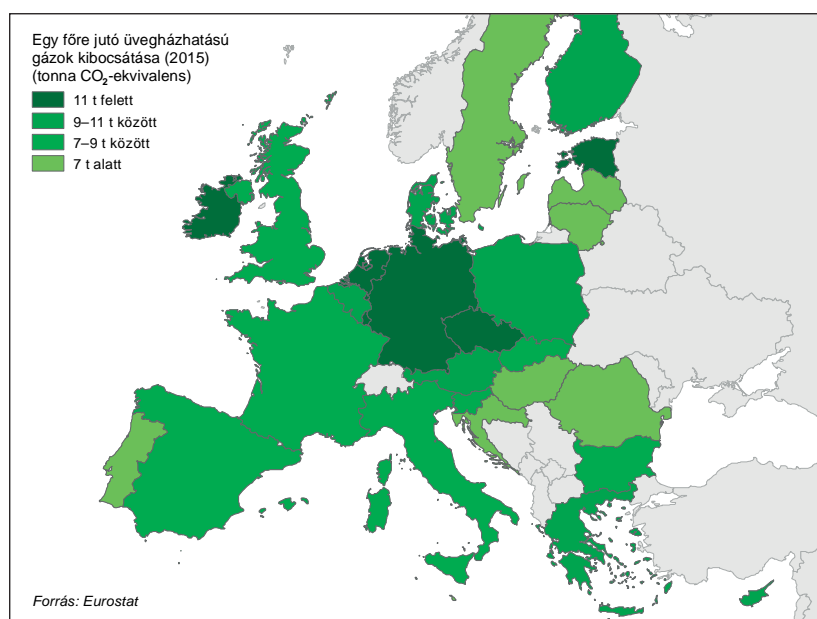 Egy főre jutó üvegházhatású
gázok kibocsátása (2015)
(tonna CO₂-ekvivalens)
11 t felett
9–11 t között
7–9 t között
7 t alatt
Forrás: Eurostat